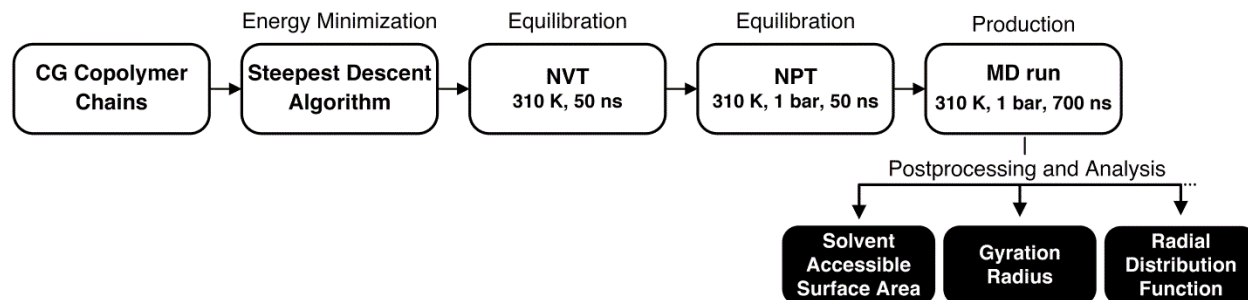 Energy Minimization
Equilibration
Equilibration
Production
CG Copolymer
Chains
Steepest Descent
Algorithm
NVT
310 K, 50 ns
NPT
310 K, 1 bar, 50 ns
MD run
310 K, 1 bar, 700 ns
Postprocessing and Analysis
Solvent
Accessible
Surface Area
Gyration
Radius
Radial
Distribution
Function